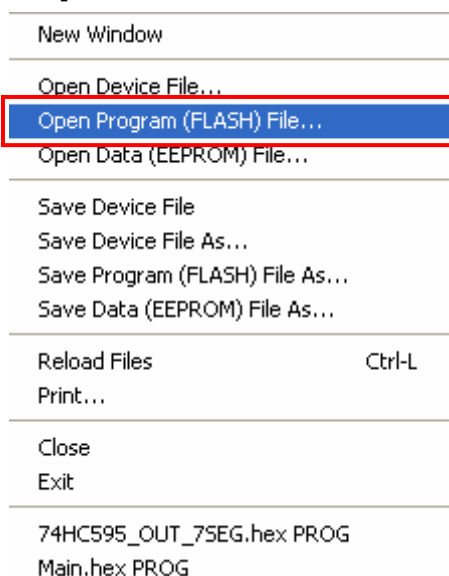 New Window
Open Device File...
Open Program (FLASH) File...
Open Data (EEPROM) File...
Save Device File
Save Device File As...
Save Program (FLASH) File As...
Save Data (EEPROM) File As...
Reload Files Ctrl-L
Print...
Close
Exit
74HC595_OUT_7SEG.hex PROG
Main.hex PROG